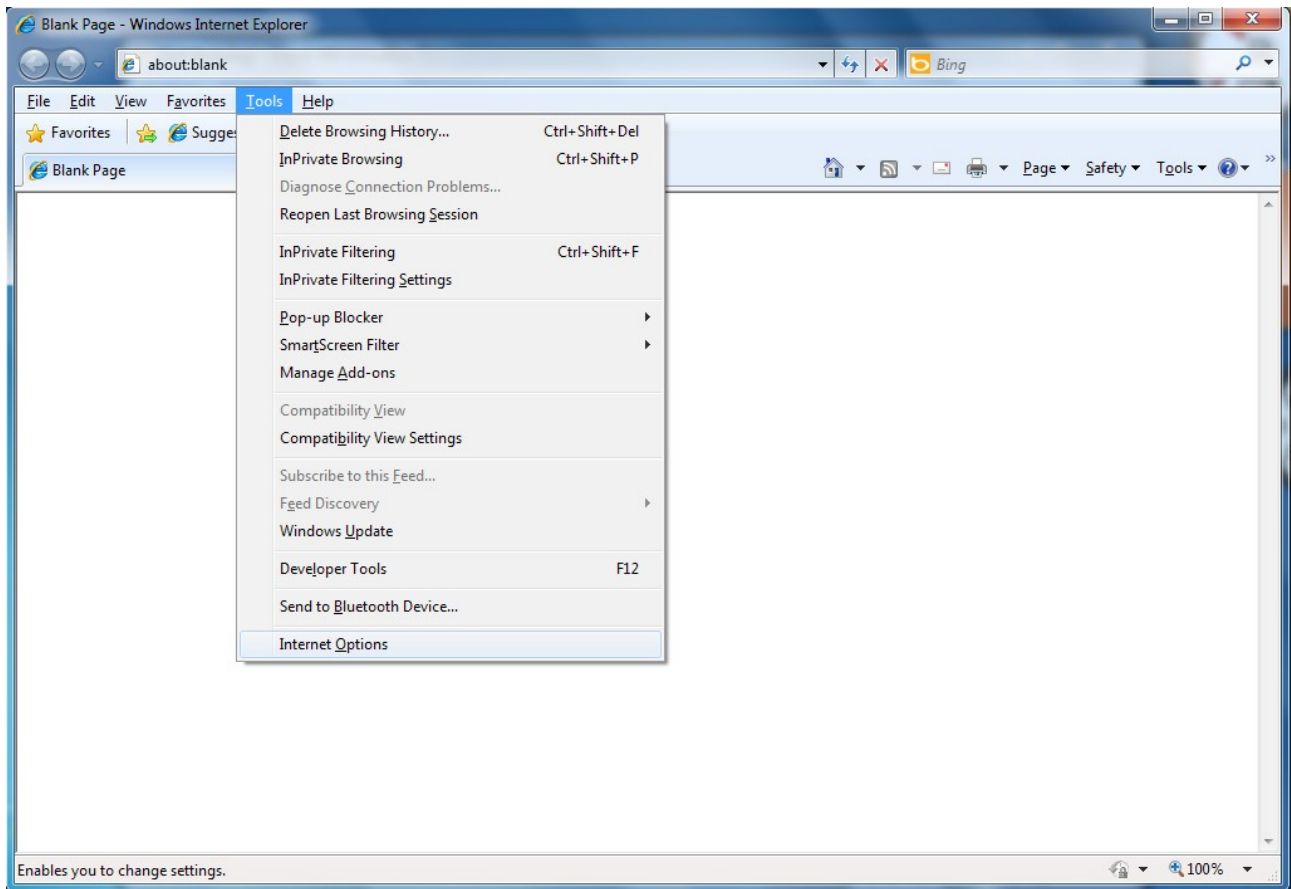 Blank Page - Windows Internet Explorer
about:blank
Bing
File Edit View Favorites Tools Help
Favorites Sugge
Blank Page
Page Safety Tools
Delete Browsing History... Ctrl+Shift+Del
InPrivate Browsing Ctrl+Shift+P
Diagnose Connection Problems...
Reopen Last Browsing Session
InPrivate Filtering Ctrl+Shift+F
InPrivate Filtering Settings
Pop-up Blocker
SmartScreen Filter
Manage Add-ons
Compatibility View
Compatibility View Settings
Subscribe to this Feed...
Feed Discovery
Windows Update
Developer Tools F12
Send to Bluetooth Device...
Internet Options
Enables you to change settings.
100%